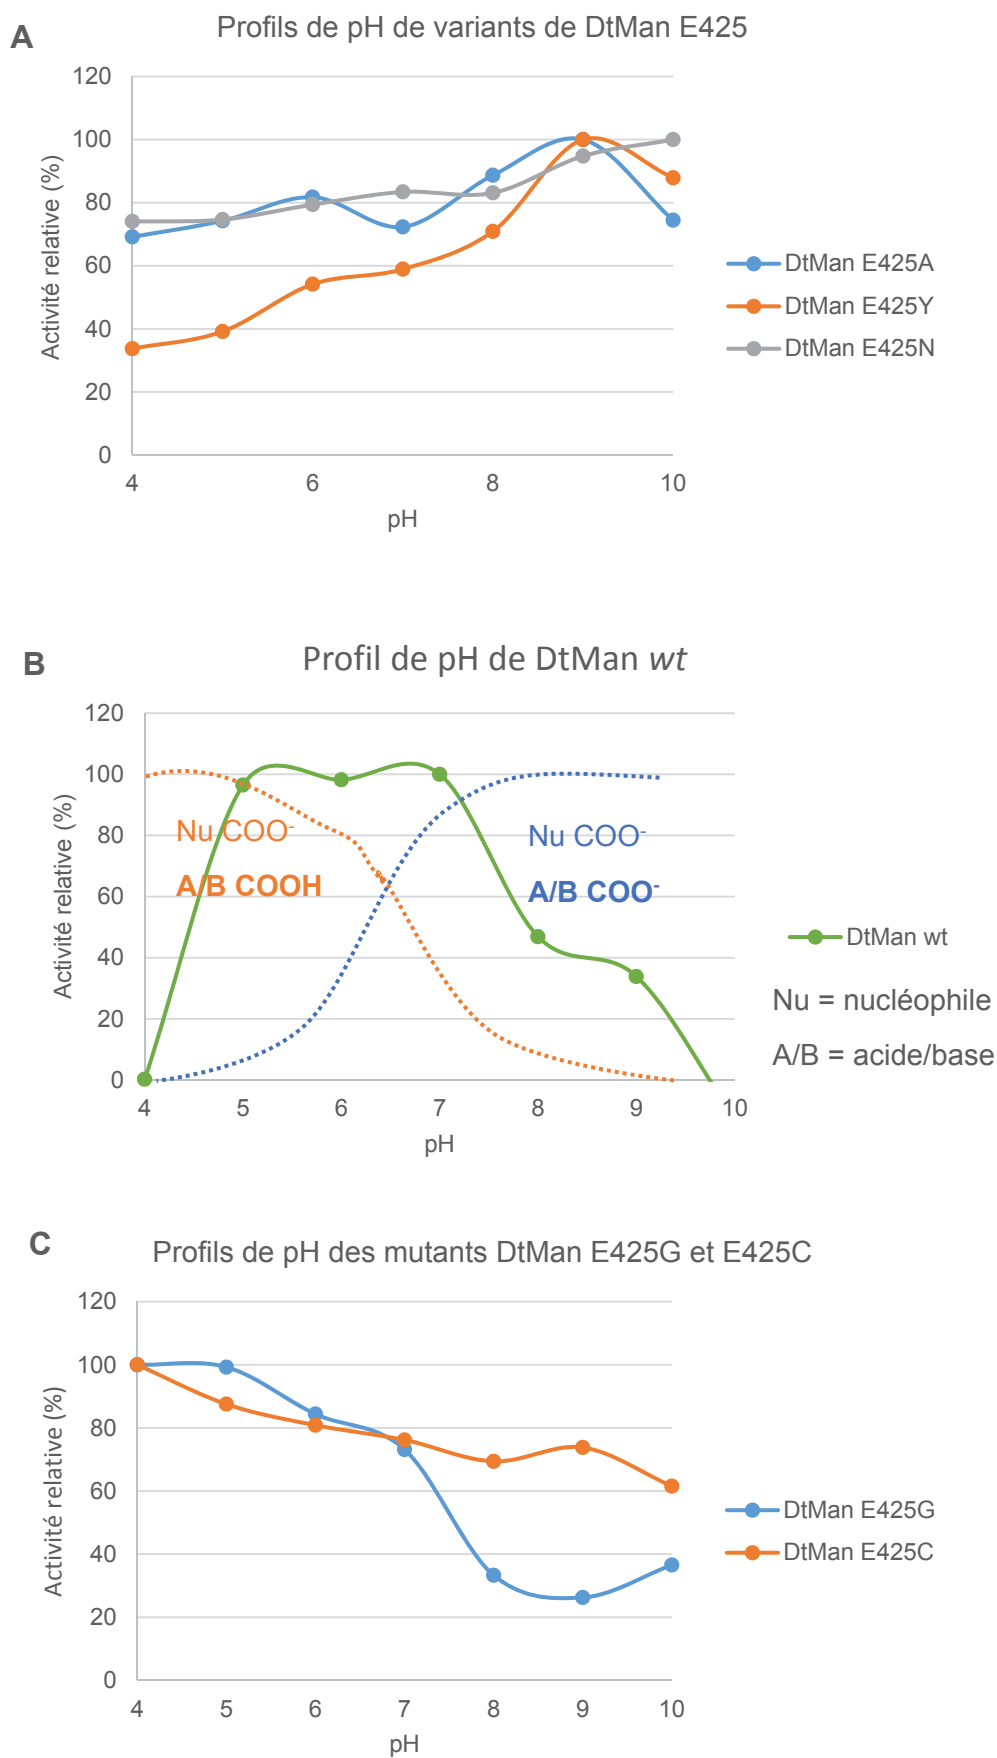 A
Profils de pH de variants de DtMan E425
120
100
80
60
40
20
0
Activité relative (%)
4 6 8 10
pH
DtMan E425A
DtMan E425Y
DtMan E425N
B
Profil de pH de DtMan wt
120
100
80
60
40
20
0
Activité relative (%)
Nu COO⁻
A/B COOH
Nu COO⁻
A/B COO⁻
4 5 6 7 8 9 10
pH
DtMan wt
Nu = nucléophile
A/B = acide/base
C
Profils de pH des mutants DtMan E425G et E425C
120
100
80
60
40
20
0
Activité relative (%)
4 5 6 7 8 9 10
pH
DtMan E425G
DtMan E425C